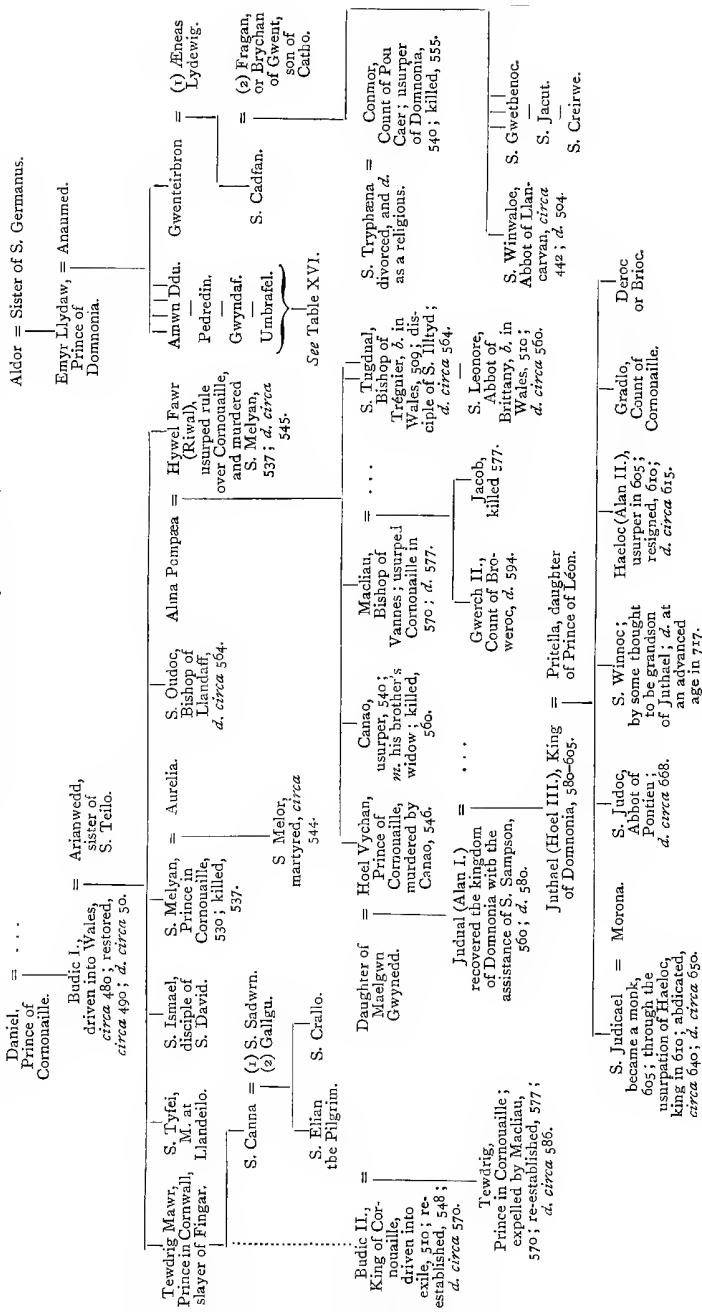 Daniel, = . . .
Prince of
Cornouaille.
Budic I., = Arianwedd,
driven into Wales, sister of
circa 480; restored, S. Teilo.
circa 490; d. circa 50.
Aldor = Sister of S. Germanus.
Emyr Llydaw, = Anaumed.
Prince of
Domnonia.
Tewdrig Mawr,
Prince in Cornwall,
slayer of Fingar.
S. Tyfei,
M. at
Llandeilo.
S. Ismael,
disciple of
S. David.
S. Melyan, = Aurelia.
Prince in
Cornouaille,
530; killed,
537.
S. Oudoc,
Bishop of
Llandaff,
d. circa 564.
Alma Pompæa = Hywel Fawr
(Riwal),
usurped rule
over Cornouaille,
and murdered
S. Melyan,
537; d. circa
545.
Amwn Ddu.
—
Pedredin.
—
Gwyndaf.
—
Umbrafel.
See Table XVI.
Gwenteirbron = (1) Æneas
Lydewig.
S. Cadfan.
= (2) Fragan,
or Brychan
of Gwent,
son of
Catho.
S. Canna = (1) S. Sadwrn.
(2) Gallgu.
S. Elian
the Pilgrim.
S. Crallo.
S Melor,
martyred, circa
544.
Budic II., =
King of Cor-
nouaille,
driven into
exile, 510; re-
established, 548;
d. circa 570.
Tewdrig,
Prince in Cornouaille;
expelled by Macliau,
570; re-established, 577;
d. circa 586.
Daughter of = Hoel Vychan,
Maelgwn Prince of
Gwynedd. Cornouaille,
murdered by
Canao, 546.
Canao,
usurper, 540;
m. his brother's
widow; killed,
560.
Macliau, = . . .
Bishop of
Vannes; usurped
Cornouaille in
570; d. 577.
S. Tugdual,
Bishop of
Tréguier, b. in
Wales, 509; dis-
ciple of S. Illtyd;
d. circa 564.
—
S. Leonore,
Abbot of
Brittany, b. in
Wales, 510;
d. circa 560.
S. Tryphæna = Conmor,
divorced, and d. Count of Pou
as a religious. Caer; usurper
of Domnonia,
540; killed, 555.
Gwerch II.,
Count of Bro-
weroc, d. 594.
Jacob,
killed 577.
S. Winwaloe,
Abbot of Llan-
carvan, circa
442; d. 504.
S. Gwethenoc.
—
S. Jacut.
—
S. Creirwe.
Judual (Alan I.) = . . .
recovered the kingdom
of Domnonia with the
assistance of S. Sampson,
560; d. 580.
Juthael (Hoel III.), King = Pritella, daughter
of Domnonia, 580-605. of Prince of Léon.
S. Judicael = Morona.
became a monk,
605; through the
usurpation of Haeloc,
king in 610; abdicated,
circa 640; d. circa 650.
S. Judoc,
Abbot of
Pontieu;
d. circa 668.
S. Winnoc;
by some thought
to be grandson
of Juthael; d. at
an advanced
age in 717.
Haeloc (Alan II.),
usurper in 605;
resigned, 610;
d. circa 615.
Gradlo,
Count of
Cornouaille.
Deroc
or Brioc.